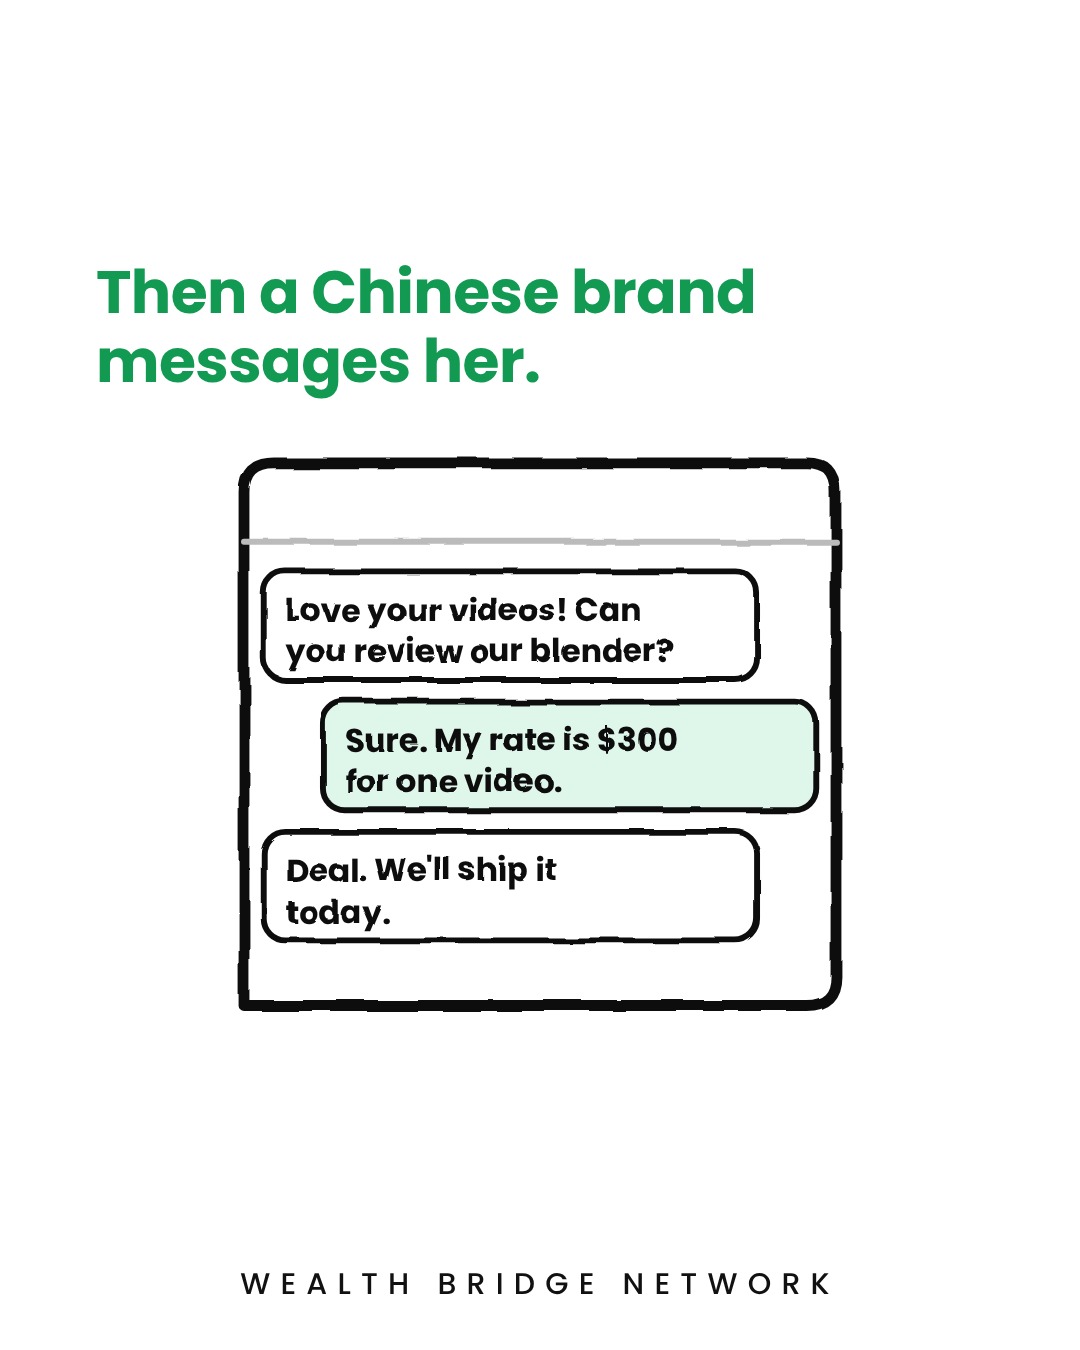 Then a Chinese brand
messages her.
Love your videos! Can
you review our blender?
Sure. My rate is $300
for one video.
Deal. We'll ship it
today.
WEALTH BRIDGE NETWORK